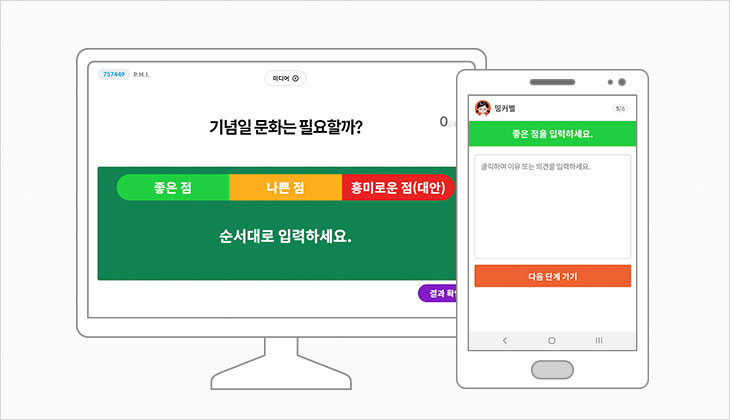 757449 P.M.I.
미디어
기념일 문화는 필요할까?
0/4
좋은 점
나쁜 점
흥미로운 점(대안)
순서대로 입력하세요.
결과
띵커벨
5/6
좋은 점을 입력하세요.
클릭하여 이유 또는 의견을 입력하세요.
다음 단계 가기